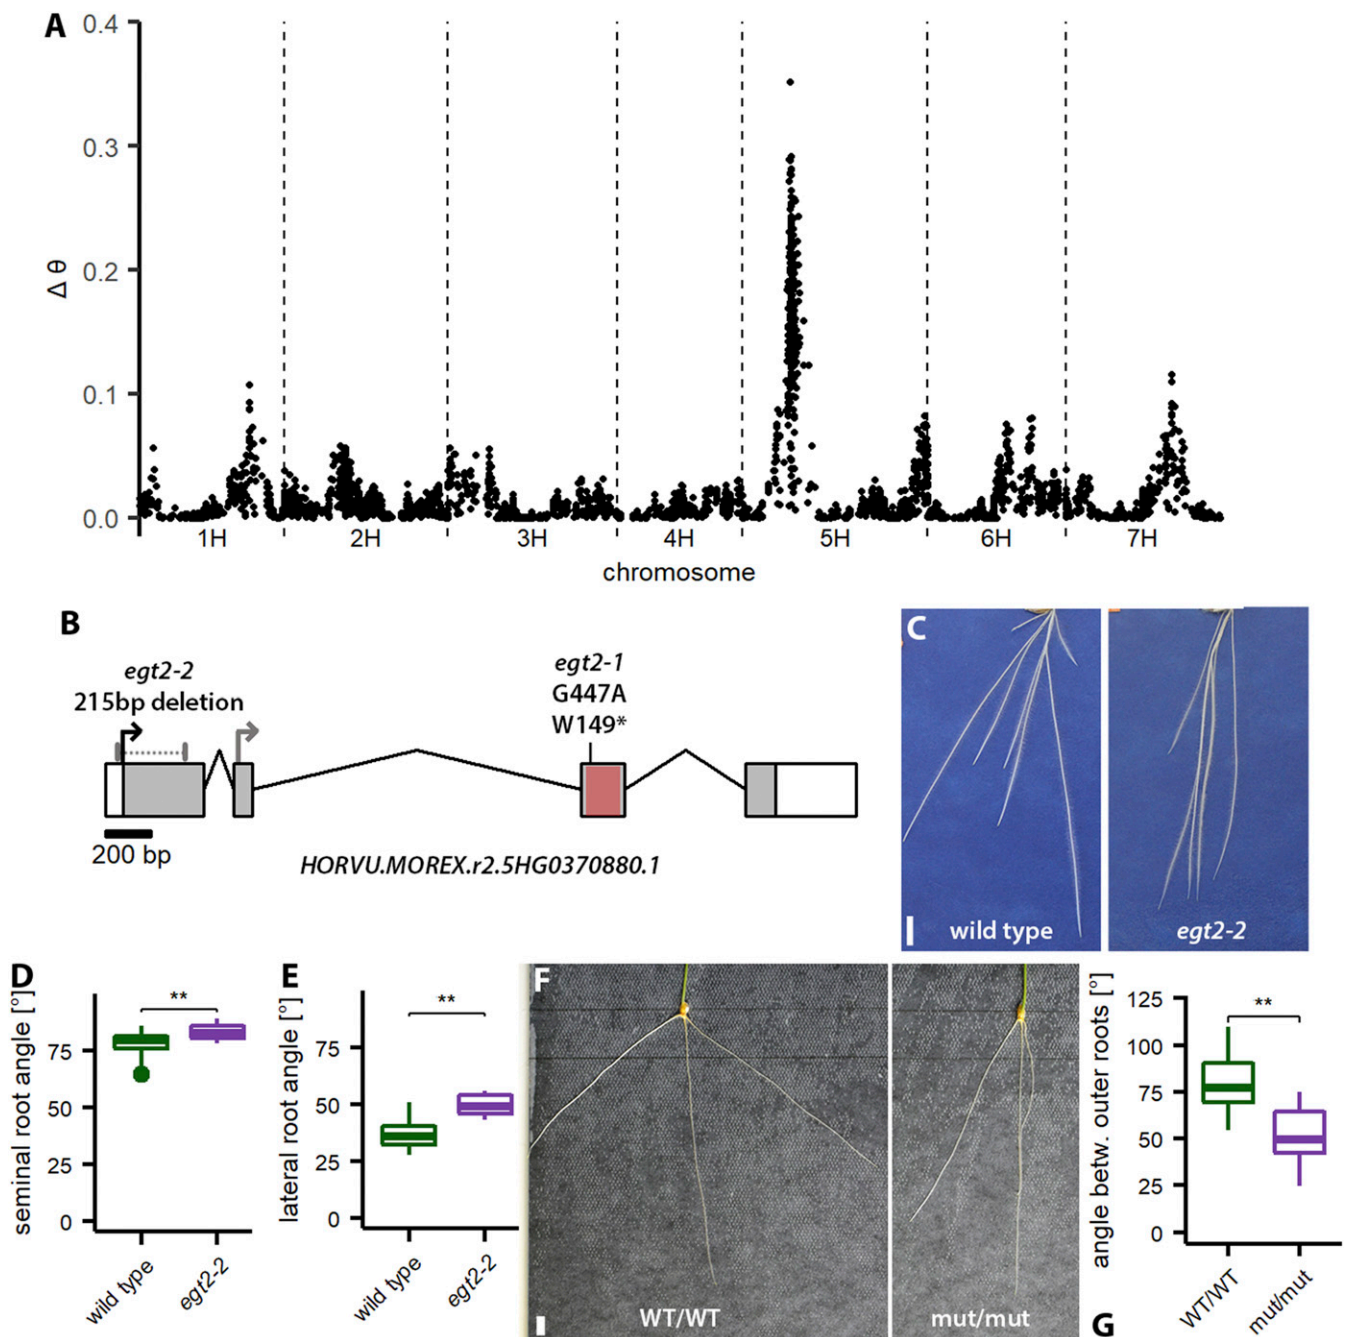 A
0.4
0.3
0.2
0.1
0.0
Δ θ
1H 2H 3H 4H 5H 6H 7H
chromosome
B
egt2-2
215bp deletion
egt2-1
G447A
W149*
200 bp
HORVU.MOREX.r2.5HG0370880.1
C
wild type
egt2-2
D
seminal root angle [°]
75
50
25
0
**
wild type
egt2-2
E
lateral root angle [°]
75
50
25
0
**
wild type
egt2-2
F
WT/WT
mut/mut
angle betw. outer roots [°]
125
100
75
50
25
0
**
WT/WT
mut/mut
G